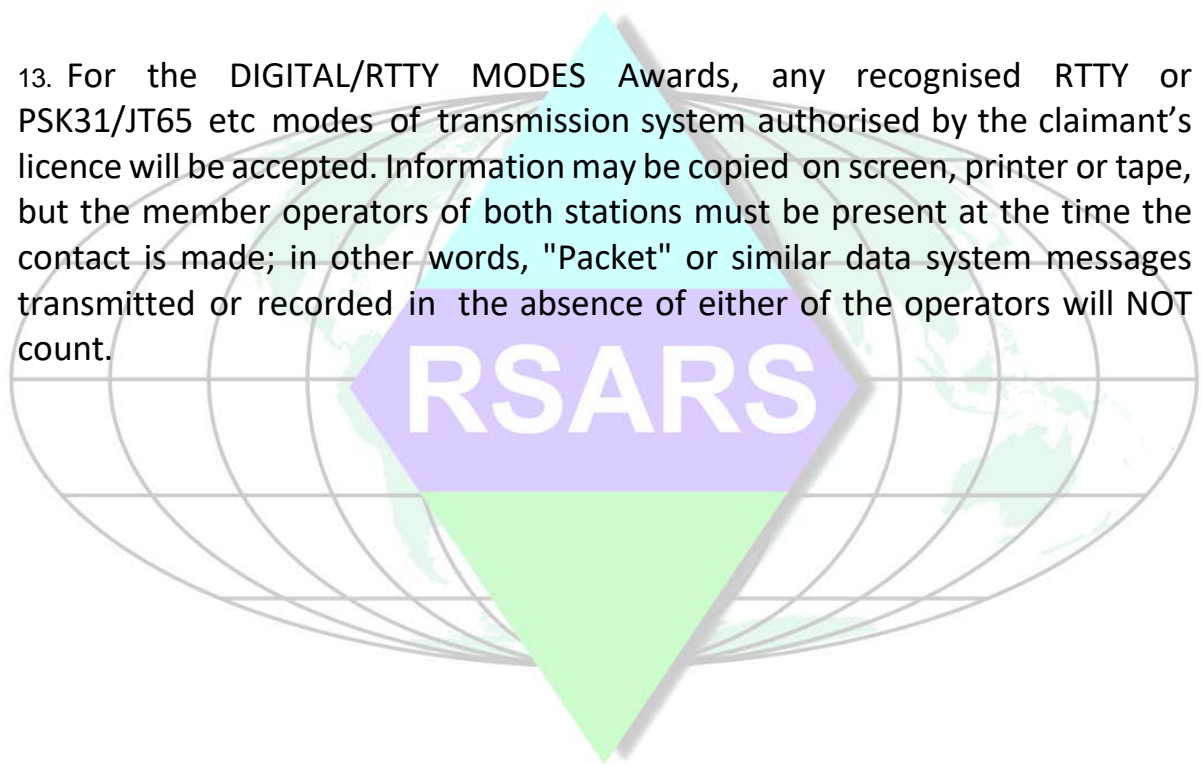 13. For the DIGITAL/RTTY MODES Awards, any recognised RTTY or
PSK31/JT65 etc modes of transmission system authorised by the claimant's
licence will be accepted. Information may be copied on screen, printer or tape,
but the member operators of both stations must be present at the time the
contact is made; in other words, "Packet" or similar data system messages
transmitted or recorded in the absence of either of the operators will NOT
count.
RSARS